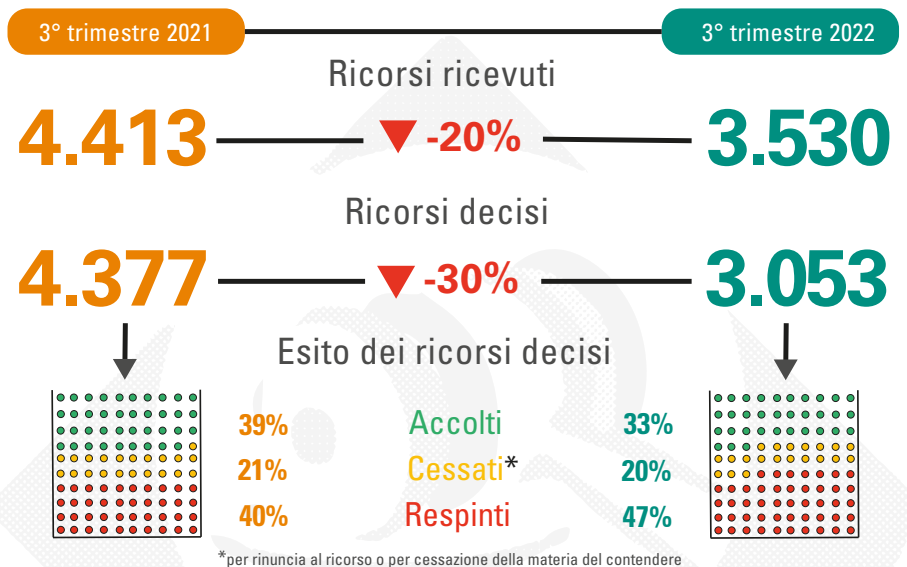 3° trimestre 2021 3° trimestre 2022
Ricorsi ricevuti
4.413 -20% 3.530
Ricorsi decisi
4.377 -30% 3.053
Esito dei ricorsi decisi
39% Accolti 33%
21% Cessati* 20%
40% Respinti 47%
*per rinuncia al ricorso o per cessazione della materia del contendere